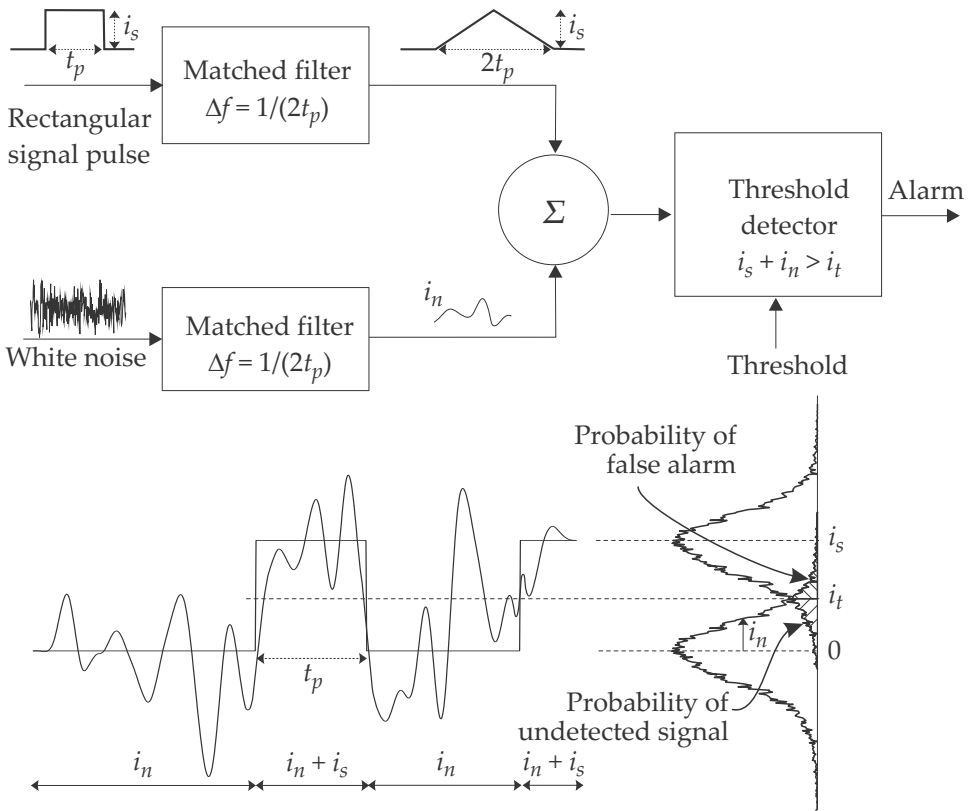 i_s
t_p
Rectangular
signal pulse
Matched filter
Δf = 1/(2t_p)
i_s
2t_p
Σ
Threshold
detector
i_s + i_n > i_t
Alarm
Threshold
White noise
Matched filter
Δf = 1/(2t_p)
i_n
Probability of
false alarm
i_s
i_t
i_n
0
t_p
Probability of
undetected signal
i_n
i_n + i_s
i_n
i_n + i_s